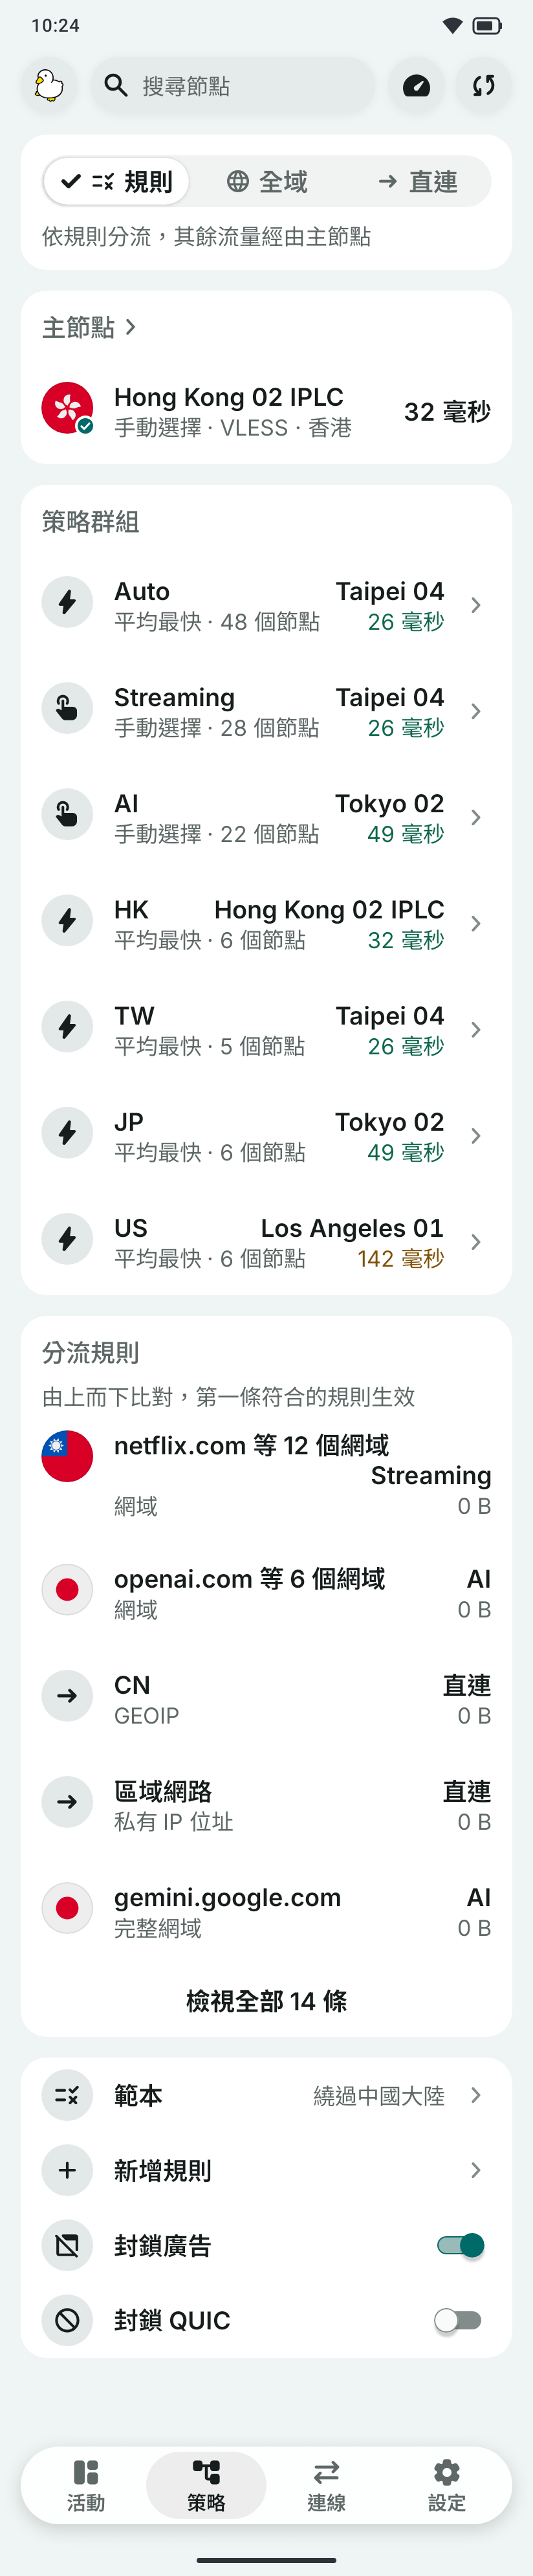 10:24
搜尋節點
規則
全域
直連
依規則分流，其餘流量經由主節點
主節點
Hong Kong 02 IPLC
32 毫秒
手動選擇 · VLESS · 香港
策略群組
Auto
Taipei 04
平均最快 · 48 個節點
26 毫秒
Streaming
Taipei 04
手動選擇 · 28 個節點
26 毫秒
AI
Tokyo 02
手動選擇 · 22 個節點
49 毫秒
HK
Hong Kong 02 IPLC
平均最快 · 6 個節點
32 毫秒
TW
Taipei 04
平均最快 · 5 個節點
26 毫秒
JP
Tokyo 02
平均最快 · 6 個節點
49 毫秒
US
Los Angeles 01
平均最快 · 6 個節點
142 毫秒
分流規則
由上而下比對，第一條符合的規則生效
netflix.com 等 12 個網域
Streaming
網域
0 B
openai.com 等 6 個網域
AI
網域
0 B
CN
直連
GEOIP
0 B
區域網路
直連
私有 IP 位址
0 B
gemini.google.com
AI
完整網域
0 B
檢視全部 14 條
範本
繞過中國大陸
新增規則
封鎖廣告
封鎖 QUIC
活動
策略
連線
設定